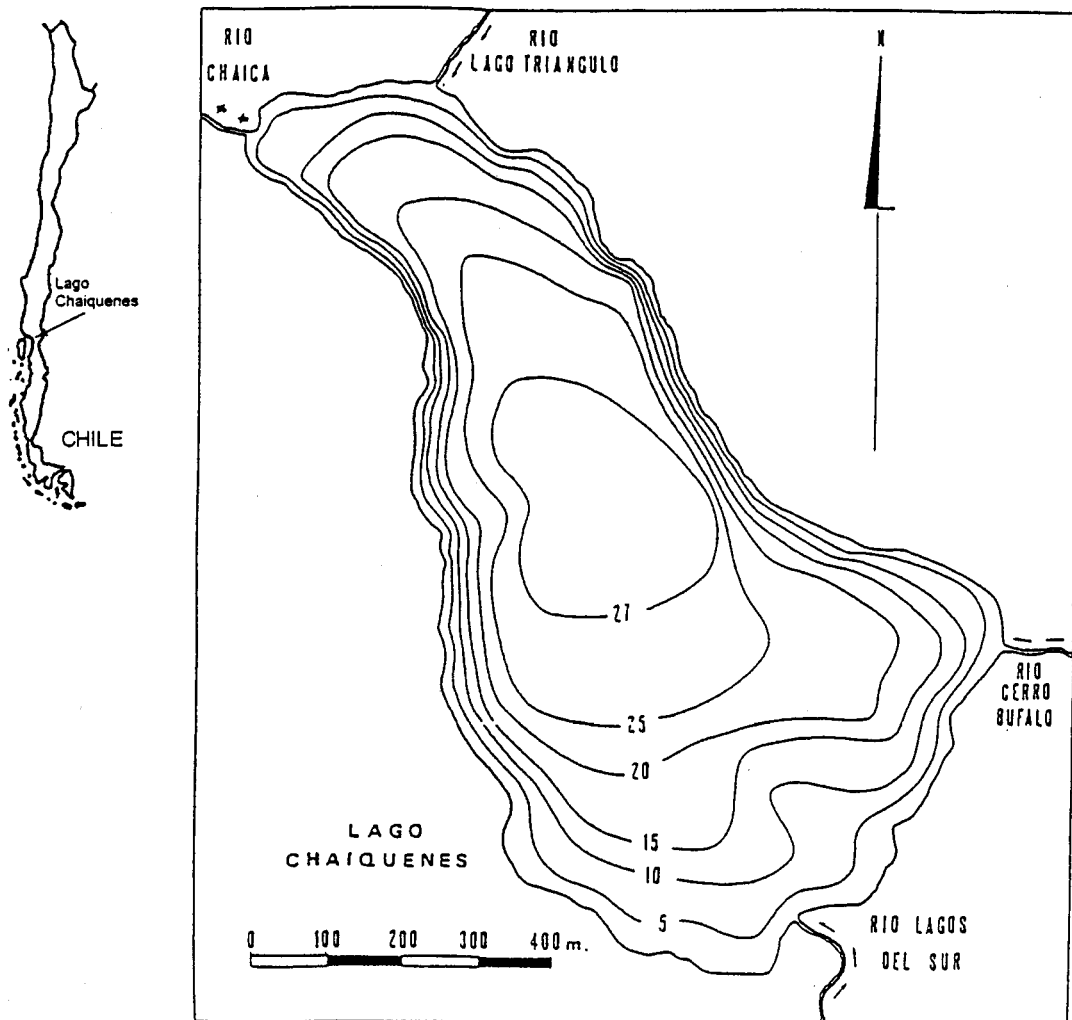 RIO
CHAICA
RIO
LAGO TRIANGULO
N
Lago
Chaiquenes
CHILE
27
25
20
15
10
5
RIO
CERRO
BUFALO
LAGO
CHAIQUENES
RIO LAGOS
DEL SUR
0 100 200 300 400 m.